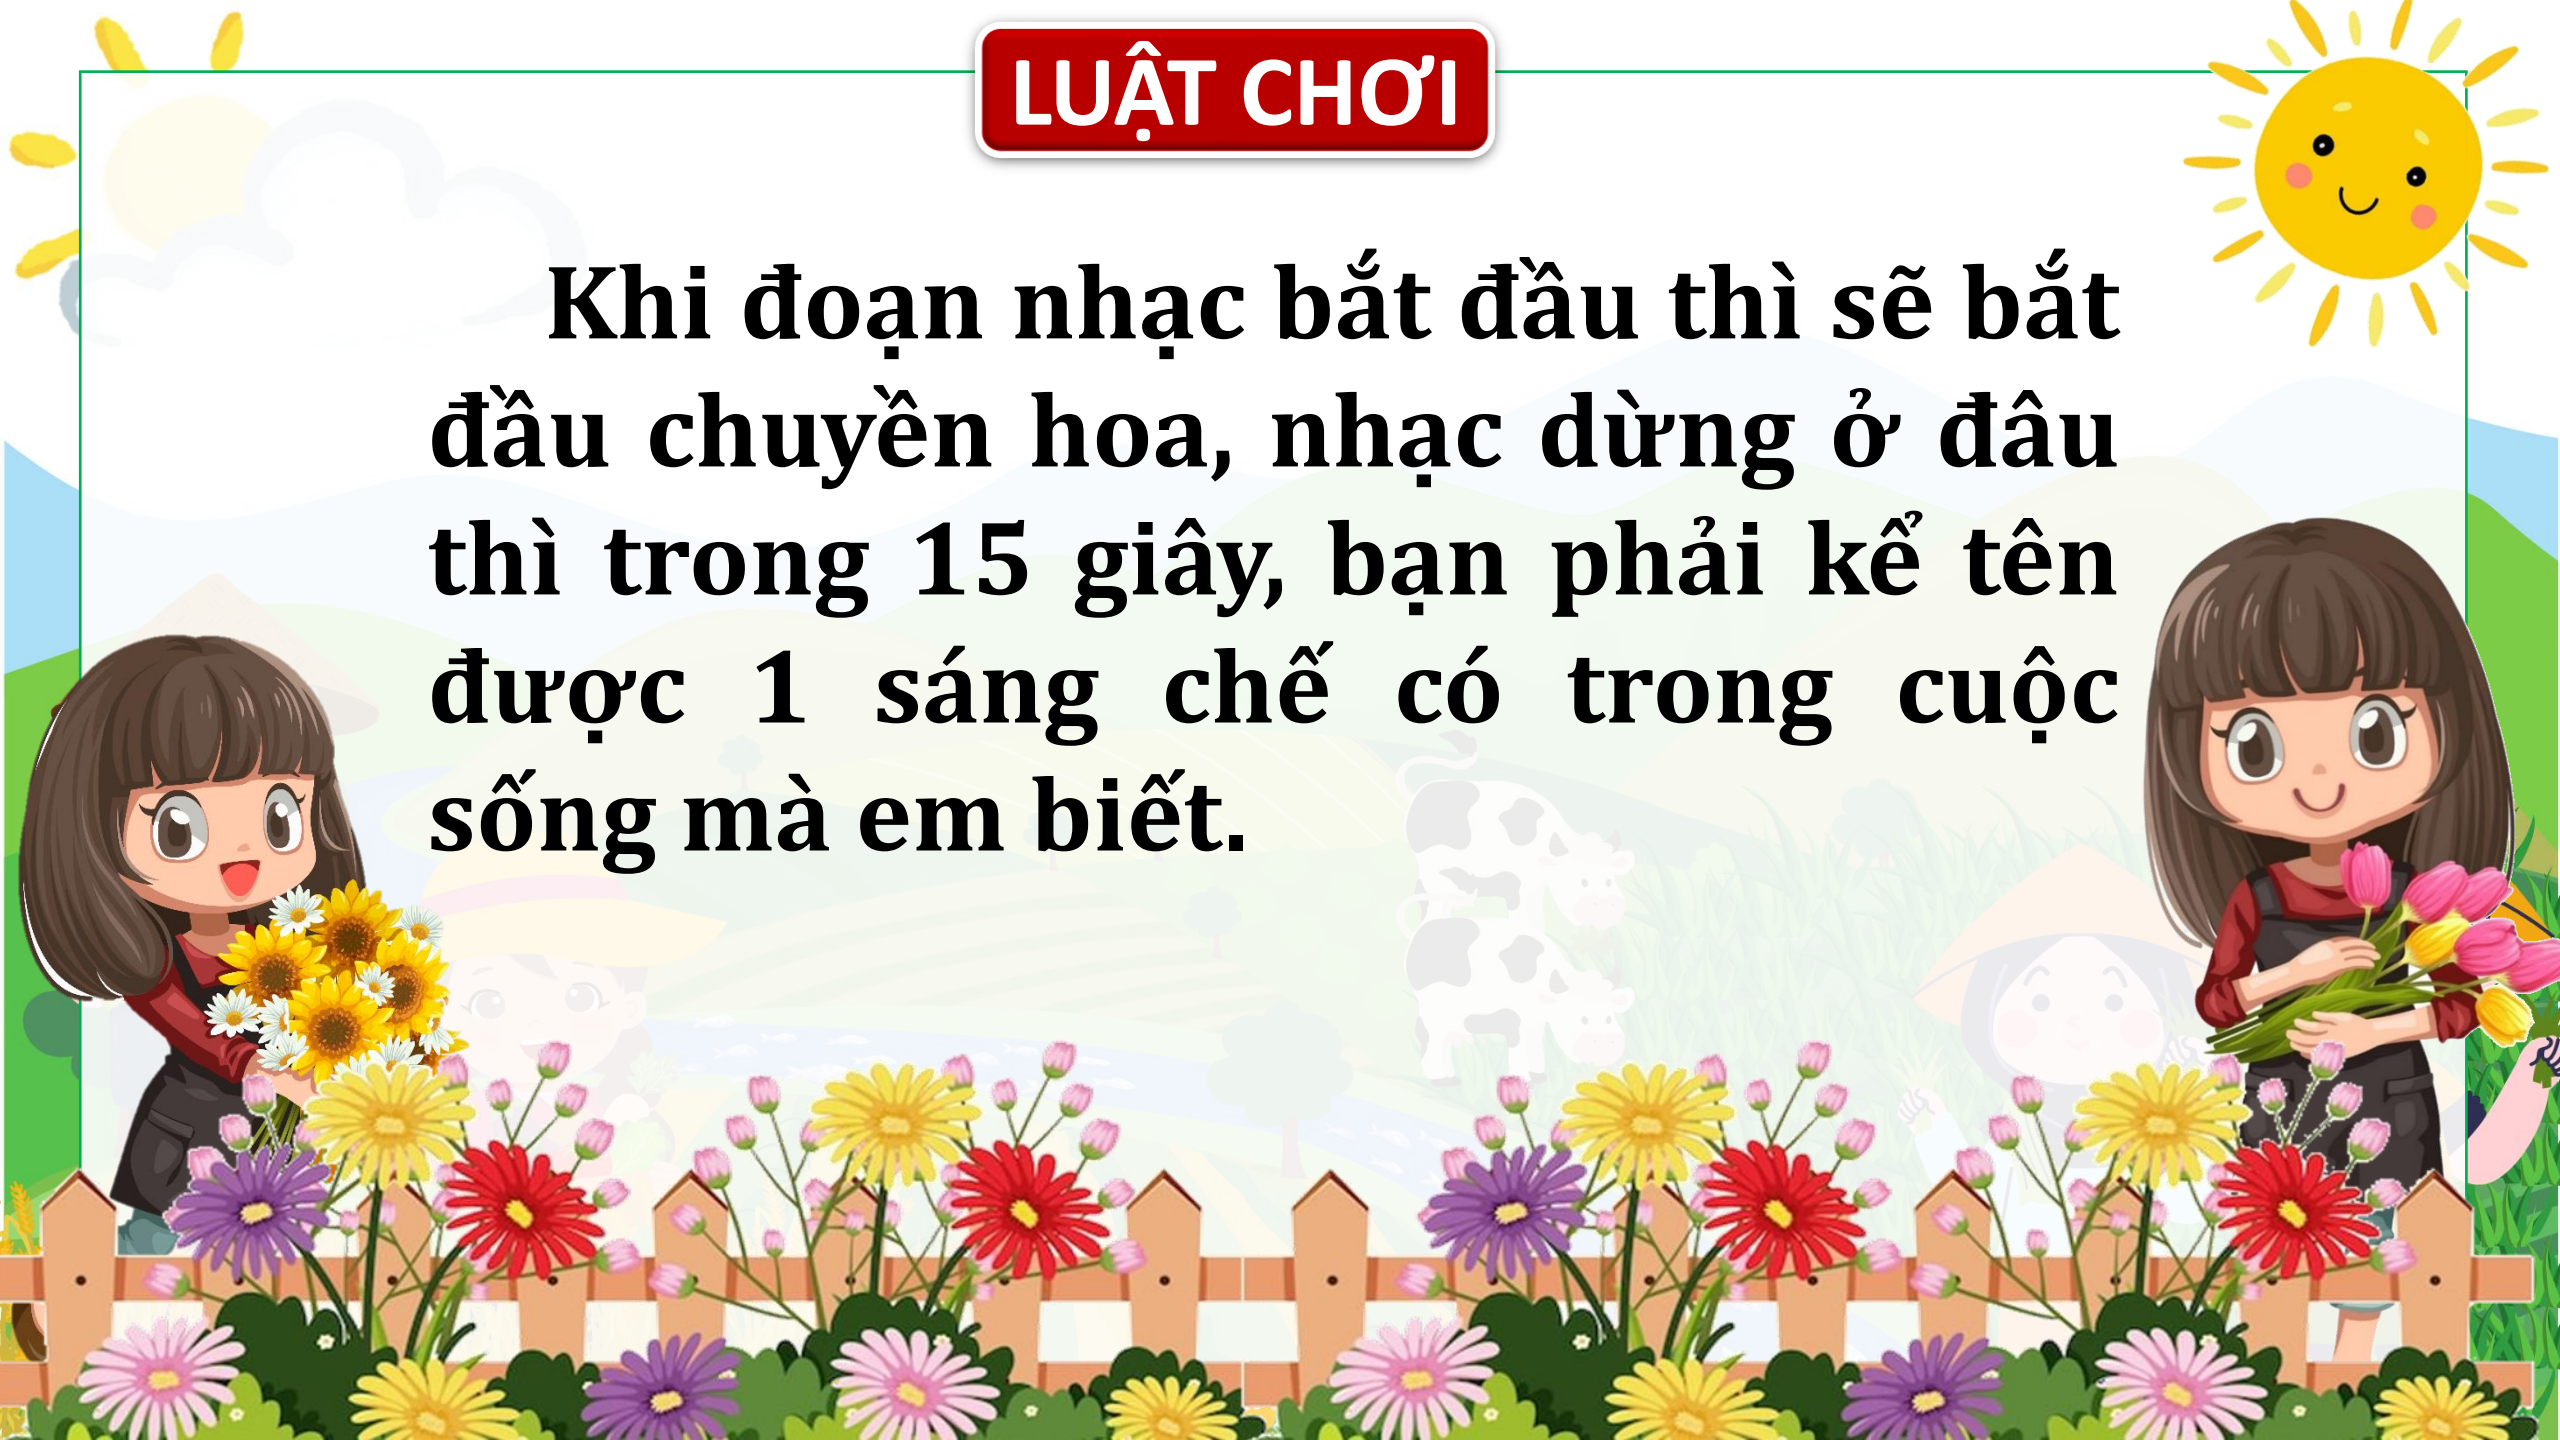 LUẬT CHƠI
Khi đoạn nhạc bắt đầu thì sẽ bắt
đầu chuyền hoa, nhạc dừng ở đâu
thì trong 15 giây, bạn phải kể tên
được 1 sáng chế có trong cuộc
sống mà em biết.